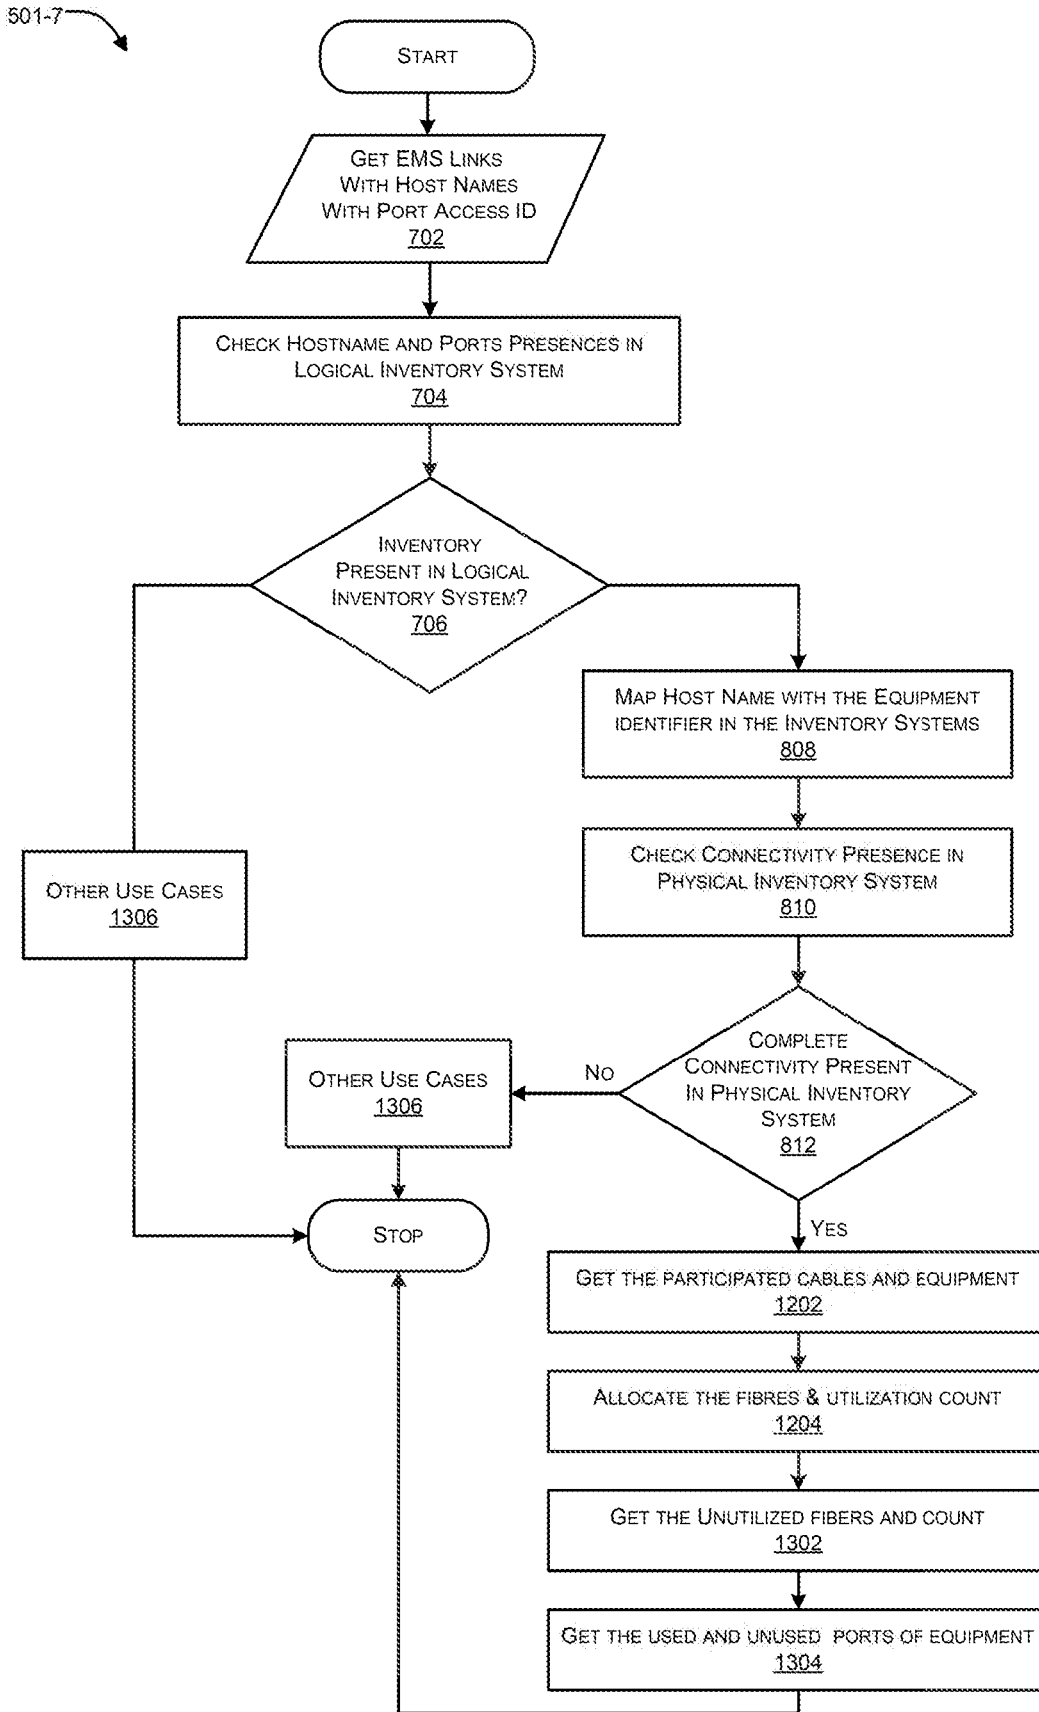 501-7
START
GET EMS LINKS
WITH HOST NAMES
WITH PORT ACCESS ID
702
CHECK HOSTNAME AND PORTS PRESENCES IN
LOGICAL INVENTORY SYSTEM
704
INVENTORY
PRESENT IN LOGICAL
INVENTORY SYSTEM?
706
MAP HOST NAME WITH THE EQUIPMENT
IDENTIFIER IN THE INVENTORY SYSTEMS
808
CHECK CONNECTIVITY PRESENCE IN
PHYSICAL INVENTORY SYSTEM
810
OTHER USE CASES
1306
COMPLETE
CONNECTIVITY PRESENT
IN PHYSICAL INVENTORY
SYSTEM
812
NO
OTHER USE CASES
1306
STOP
YES
GET THE PARTICIPATED CABLES AND EQUIPMENT
1202
ALLOCATE THE FIBRES & UTILIZATION COUNT
1204
GET THE UNUTILIZED FIBERS AND COUNT
1302
GET THE USED AND UNUSED PORTS OF EQUIPMENT
1304